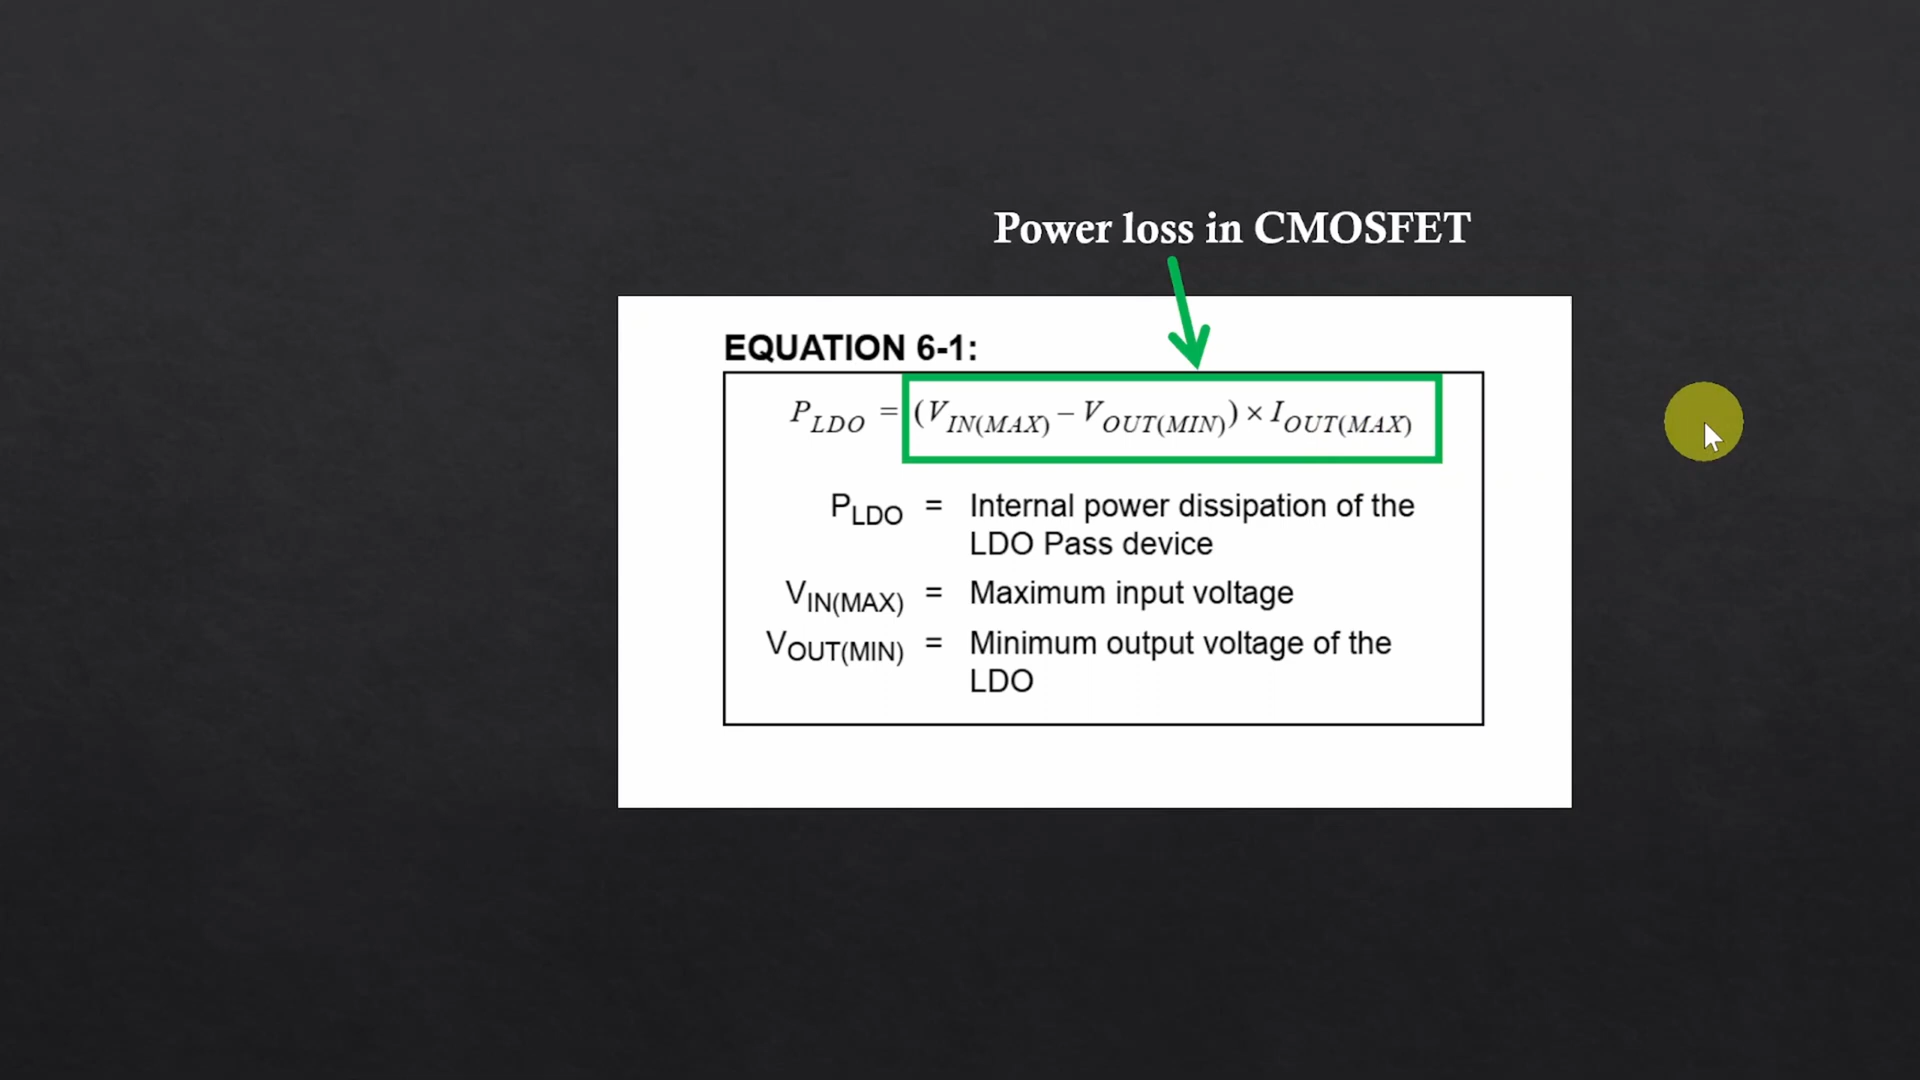 Power loss in CMOSFET
EQUATION 6-1:
P_LDO = (V_IN(MAX) – V_OUT(MIN)) × I_OUT(MAX)
P_LDO = Internal power dissipation of the
LDO Pass device
V_IN(MAX) = Maximum input voltage
V_OUT(MIN) = Minimum output voltage of the
LDO